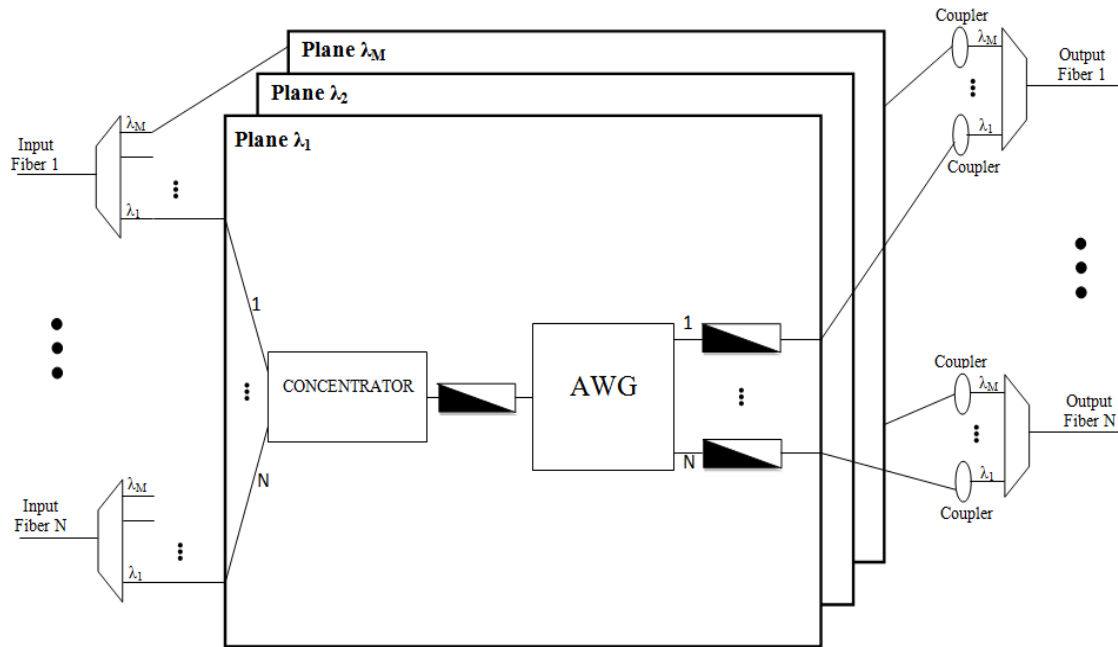 Coupler
λM
Output
Fiber 1
λ1
Coupler
Plane λM
Plane λ2
Plane λ1
Input
Fiber 1
λM
λ1
1
CONCENTRATOR
N
AWG
1
N
Coupler
λM
Output
Fiber N
λ1
Coupler
Input
Fiber N
λM
λ1